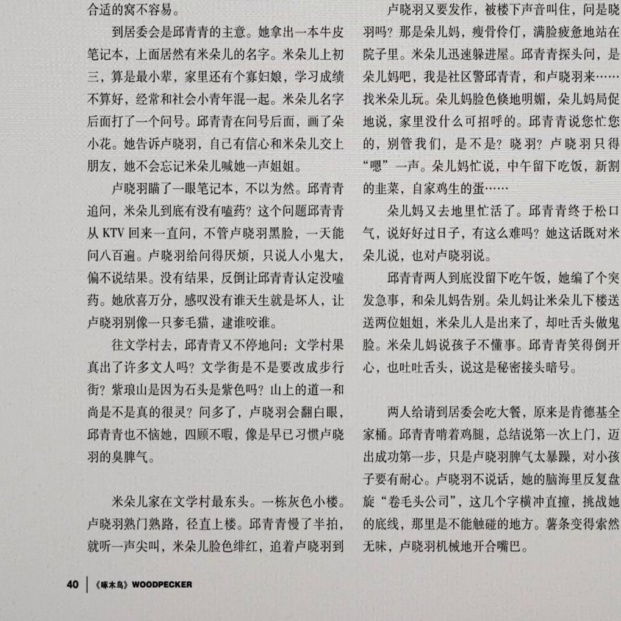 合适的窝不容易。
到居委会是邱青青的主意。她拿出一本牛皮
笔记本，上面居然有米朵儿的名字。米朵儿上初
三，算是最小辈，家里还有个寡妇娘，学习成绩
不算好，经常和社会小青年混一起。米朵儿名字
后面打了一个问号。邱青青在问号后面，画了朵
小花。她告诉卢晓羽，自己有信心和米朵儿交上
朋友，她不会忘记米朵儿喊她一声姐姐。
卢晓羽瞄了一眼笔记本，不以为然。邱青青
追问，米朵儿到底有没有嗑药？这个问题邱青青
从 KTV 回来一直问，不管卢晓羽黑脸，一天能
问八百遍。卢晓羽给问得厌烦，只说人小鬼大，
偏不说结果。没有结果，反倒让邱青青认定没嗑
药。她欣喜万分，感叹没有谁天生就是坏人，让
卢晓羽别像一只奓毛猫，逮谁咬谁。
往文学村去，邱青青又不停地问：文学村果
真出了许多文人吗？文学街是不是要改成步行
街？紫琅山是因为石头是紫色吗？山上的道一和
尚是不是真的很灵？问多了，卢晓羽会翻白眼，
邱青青也不恼她，四顾不暇，像是早已习惯卢晓
羽的臭脾气。
米朵儿家在文学村最东头。一栋灰色小楼。
卢晓羽熟门熟路，径直上楼。邱青青慢了半拍，
就听一声尖叫，米朵儿脸色绯红，追着卢晓羽到
卢晓羽又要发作，被楼下声音叫住，问是晓
羽吗？那是朵儿妈，瘦骨伶仃，满脸疲惫地站在
院子里。米朵儿迅速躲进屋。邱青青探头问，是
朵儿妈吧，我是社区警邱青青，和卢晓羽来……
找米朵儿玩。朵儿妈脸色倏地明媚，朵儿妈局促
地说，家里没什么可招呼的。邱青青说您忙您
的，别管我们，是不是？晓羽？卢晓羽只得
“嗯”一声。朵儿妈忙说，中午留下吃饭，新割
的韭菜，自家鸡生的蛋……
朵儿妈又去地里忙活了。邱青青终于松口
气，说好好过日子，有这么难吗？她这话既对米
朵儿说，也对卢晓羽说。
邱青青两人到底没留下吃午饭，她编了个突
发急事，和朵儿妈告别。朵儿妈让米朵儿下楼送
送两位姐姐，米朵儿人是出来了，却吐舌头做鬼
脸。米朵儿妈说孩子不懂事。邱青青笑得倒开
心，也吐吐舌头，说这是秘密接头暗号。
两人给请到居委会吃大餐，原来是肯德基全
家桶。邱青青啃着鸡腿，总结说第一次上门，迈
出成功第一步，只是卢晓羽脾气太暴躁，对小孩
子要有耐心。卢晓羽不说话，她的脑海里反复盘
旋“卷毛头公司”，这几个字横冲直撞，挑战她
的底线，那里是不能触碰的地方。薯条变得索然
无味，卢晓羽机械地开合嘴巴。
40 《啄木鸟》WOODPECKER